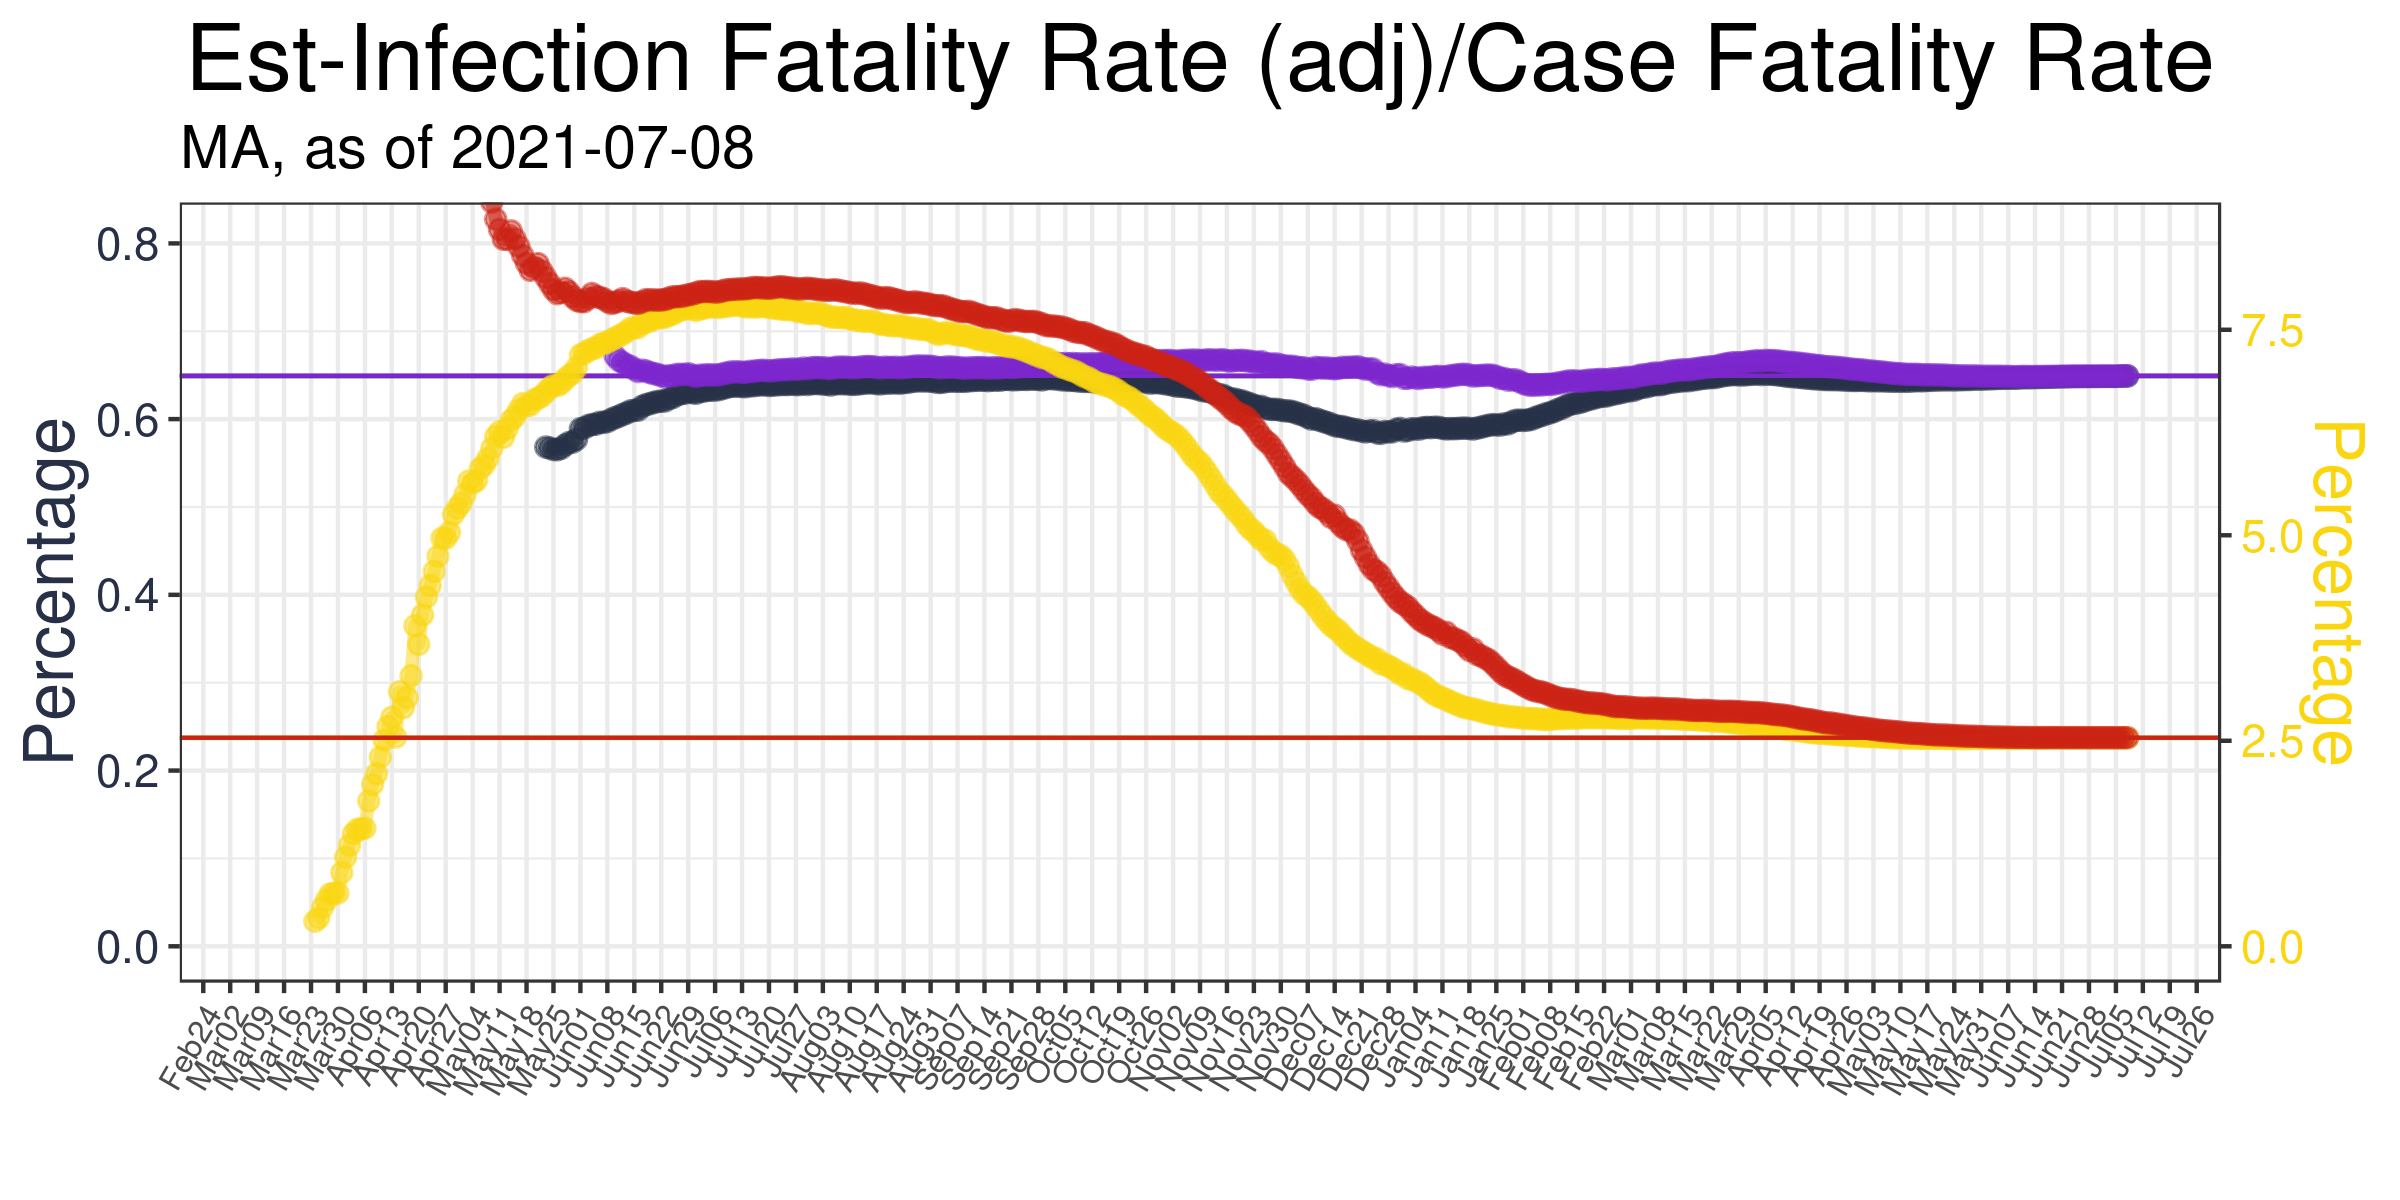 Est-Infection Fatality Rate (adj)/Case Fatality Rate
MA, as of 2021-07-08
Percentage
0.8
0.6
0.4
0.2
0.0
7.5
5.0
2.5
0.0
Percentage
Feb24
Mar02
Mar09
Mar16
Mar23
Mar30
Apr06
Apr13
Apr20
Apr27
May04
May11
May18
May25
Jun01
Jun08
Jun15
Jun22
Jun29
Jul06
Jul13
Jul20
Jul27
Aug03
Aug10
Aug17
Aug24
Aug31
Sep07
Sep14
Sep21
Sep28
Oct05
Oct12
Oct19
Oct26
Nov02
Nov09
Nov16
Nov23
Nov30
Dec07
Dec14
Dec21
Dec28
Jan04
Jan11
Jan18
Jan25
Feb01
Feb08
Feb15
Feb22
Mar01
Mar08
Mar15
Mar22
Mar29
Apr05
Apr12
Apr19
Apr26
May03
May10
May17
May24
May31
Jun07
Jun14
Jun21
Jun28
Jul05
Jul12
Jul19
Jul26